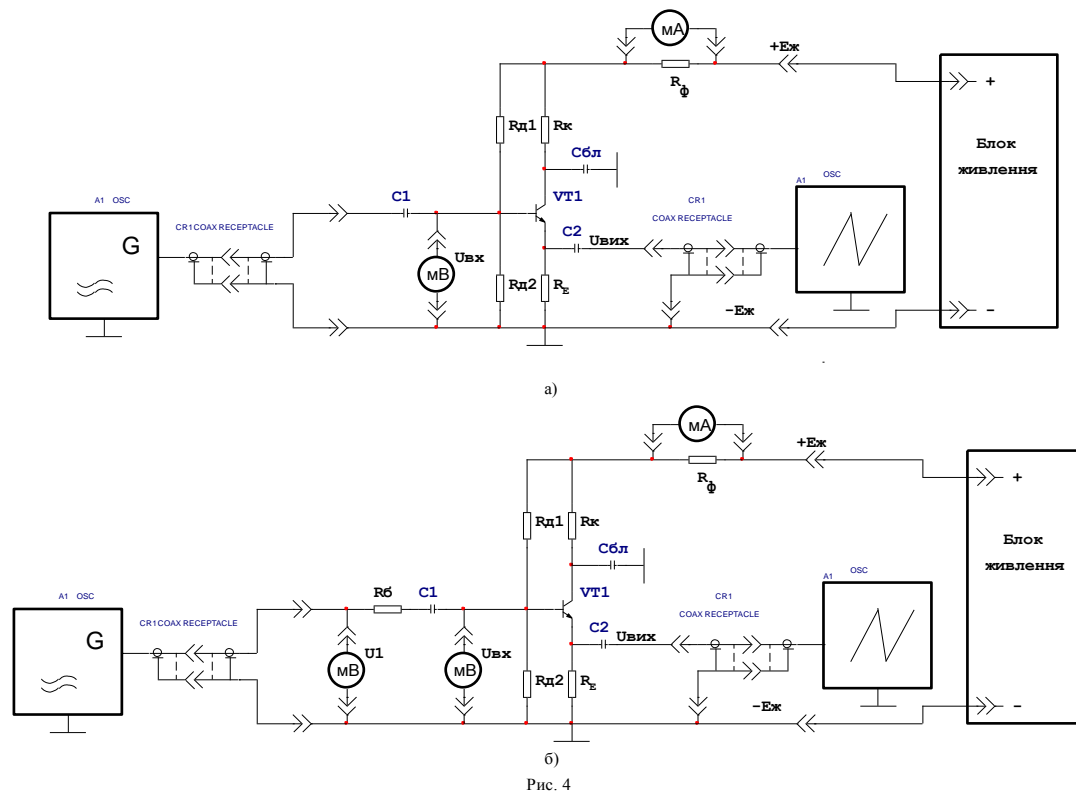 мА
+Еж
Rф
+
Rд1
Rк
Сбл
Блок
живлення
A1 OSC
CR1 COAX RECEPTACLE
G
C1
VT1
CR1
COAX RECEPTACLE
A1 OSC
C2
Uвих
Uвх
мВ
Rд2
RE
-Еж
-
а)
мА
+Еж
Rф
+
Rд1
Rк
Сбл
Блок
живлення
A1 OSC
CR1 COAX RECEPTACLE
G
Rб
C1
VT1
CR1
COAX RECEPTACLE
A1 OSC
C2
Uвих
U1
Uвх
мВ
мВ
Rд2
RE
-Еж
-
б)
Рис. 4